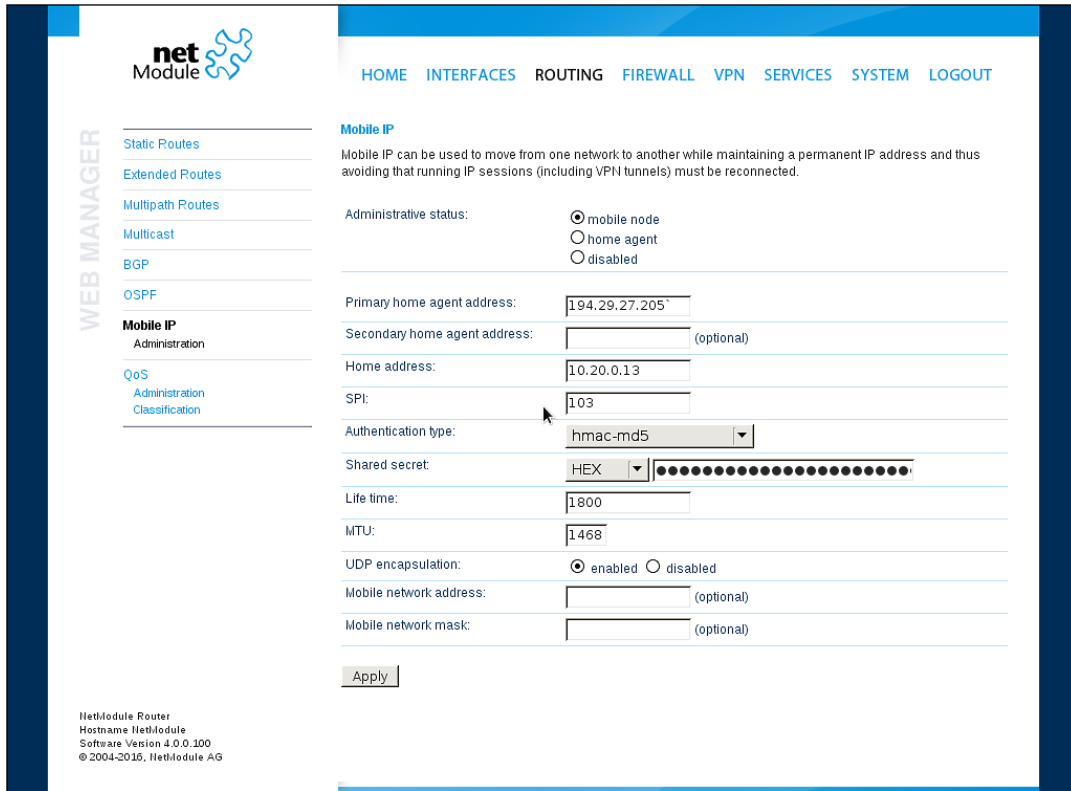 net
Module
HOME INTERFACES ROUTING FIREWALL VPN SERVICES SYSTEM LOGOUT
WEB MANAGER
Static Routes
Extended Routes
Multipath Routes
Multicast
BGP
OSPF
Mobile IP
Administration
QoS
Administration
Classification
Mobile IP
Mobile IP can be used to move from one network to another while maintaining a permanent IP address and thus
avoiding that running IP sessions (including VPN tunnels) must be reconnected.
Administrative status: mobile node
home agent
disabled
Primary home agent address: 194.29.27.205`
Secondary home agent address: (optional)
Home address: 10.20.0.13
SPI: 103
Authentication type: hmac-md5
Shared secret: HEX ●●●●●●●●●●●●●●●●●●●●●
Life time: 1800
MTU: 1468
UDP encapsulation: enabled disabled
Mobile network address: (optional)
Mobile network mask: (optional)
Apply
NetModule Router
Hostname NetModule
Software Version 4.0.0.100
© 2004-2016, NetModule AG